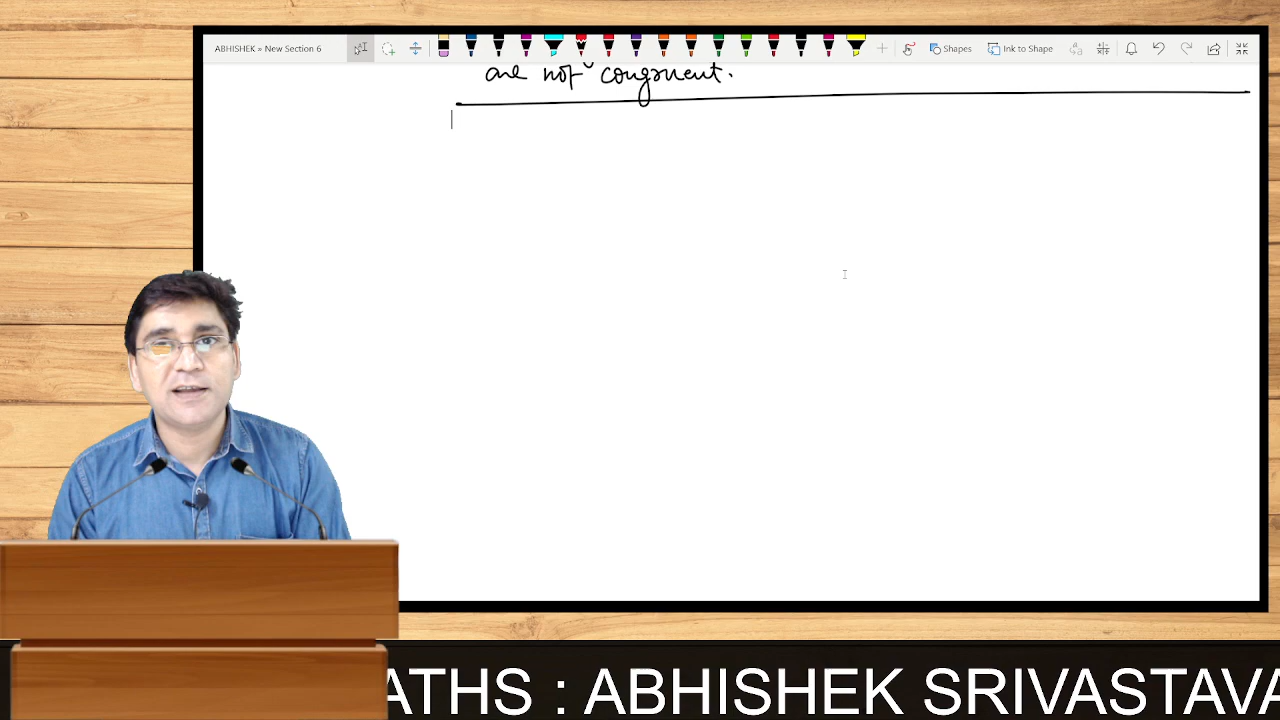 ABHISHEK » New Section 6
Shapes
Ink to Shape
are not congruent.
ATHS : ABHISHEK SRIVASTAVA